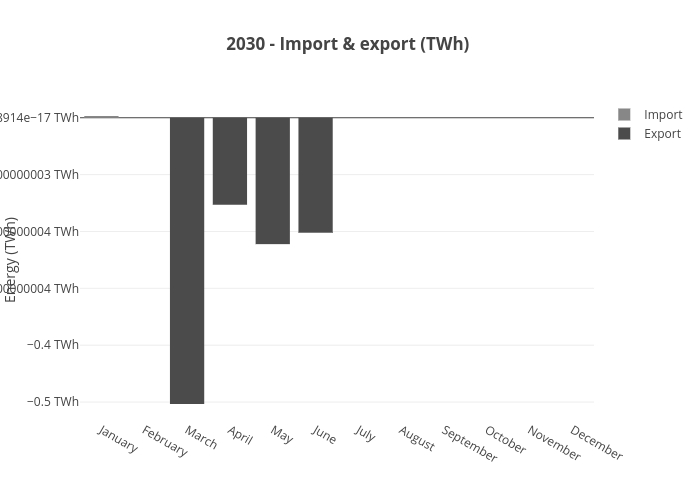 2030 - Import & export (TWh)
Import
Export
8914e−17 TWh
00000003 TWh
00000004 TWh
00000004 TWh
−0.4 TWh
−0.5 TWh
Energy (TWh)
January
February
March
April
May
June
July
August
September
October
November
December